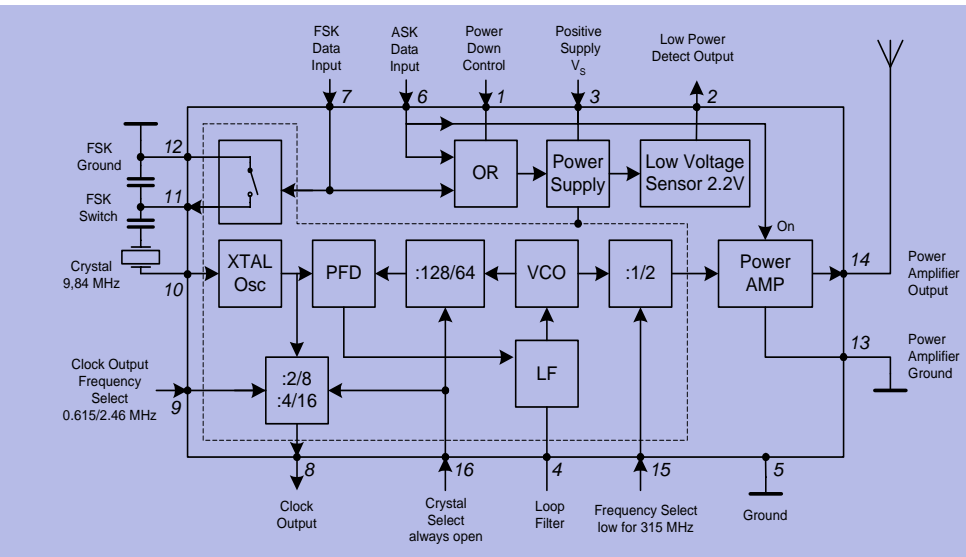 FSK
Data
Input
ASK
Data
Input
Power
Down
Control
Positive
Supply
VS
Low Power
Detect Output
7
6
1
3
2
12
FSK
Ground
11
FSK
Switch
OR
Power
Supply
Low Voltage
Sensor 2.2V
On
Crystal
9,84 MHz
10
XTAL
Osc
PFD
:128/64
VCO
:1/2
Power
AMP
14
Power
Amplifier
Output
13
Power
Amplifier
Ground
Clock Output
Frequency
Select
0.615/2.46 MHz
9
:2/8
:4/16
LF
8
16
4
15
5
Clock
Output
Crystal
Select
always open
Loop
Filter
Frequency Select
low for 315 MHz
Ground